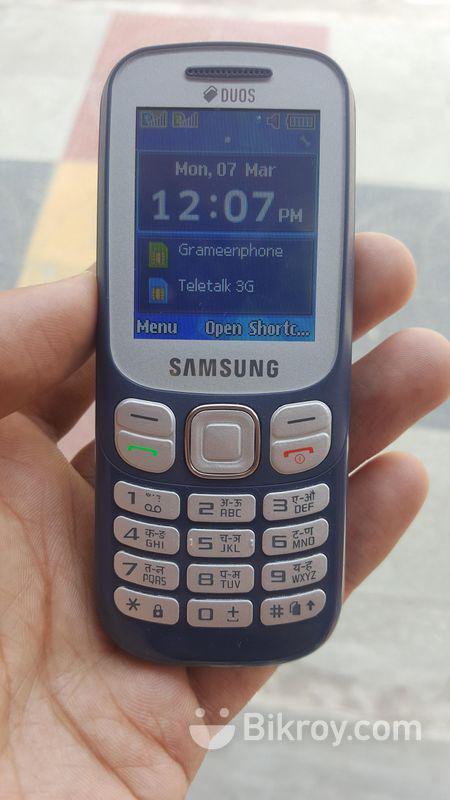 DUOS
Mon, 07 Mar
12:07 PM
Grameenphone
Teletalk 3G
Menu Open Shortc...
SAMSUNG
1
2 अ-ऊ ABC
3 ए-औ DEF
4 क-ङ GHI
5 च-ञ JKL
6 ट-ण MNO
7 त-न PQRS
8 प-म TUV
9 य-ह WXYZ
* 0 + #
Bikroy.com